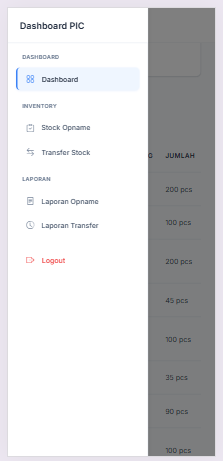 Dashboard PIC
DASHBOARD
Dashboard
INVENTORY
Stock Opname
Transfer Stock
LAPORAN
Laporan Opname
Laporan Transfer
Logout
G JUMLAH
200 pcs
100 pcs
200 pcs
45 pcs
100 pcs
35 pcs
90 pcs
100 pcs